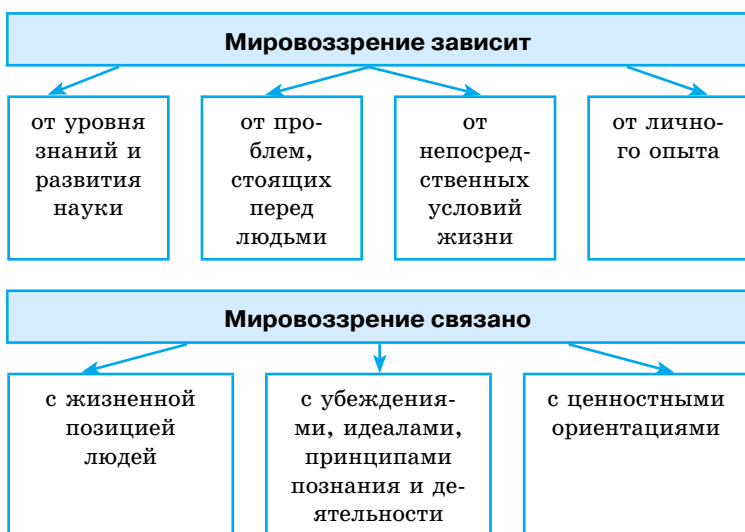 Мировоззрение зависит
от уровня
знаний и
развития
науки
от про-
блем,
стоящих
перед
людьми
от
непосред-
ственных
условий
жизни
от лично-
го опыта
Мировоззрение связано
с жизненной
позицией
людей
с убеждения-
ми, идеалами,
принципами
познания и де-
ятельности
с ценностными
ориентациями